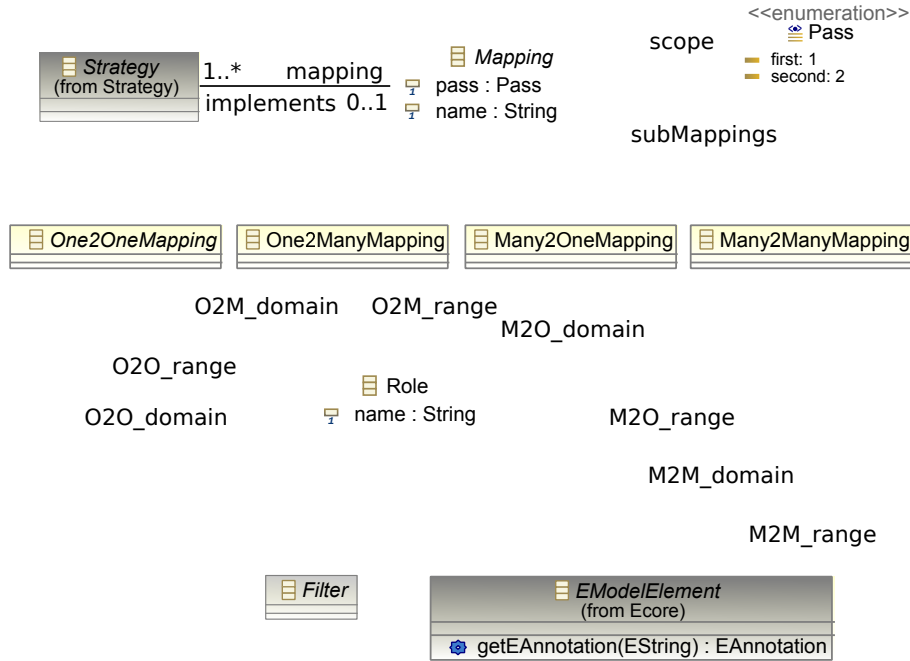 <<enumeration>>
Pass
first: 1
second: 2
scope
Strategy
(from Strategy)
1..* mapping
implements 0..1
Mapping
pass : Pass
name : String
subMappings
One2OneMapping
One2ManyMapping
Many2OneMapping
Many2ManyMapping
O2M_domain
O2M_range
M2O_domain
O2O_range
Role
name : String
O2O_domain
M2O_range
M2M_domain
M2M_range
Filter
EModelElement
(from Ecore)
getEAnnotation(EString) : EAnnotation